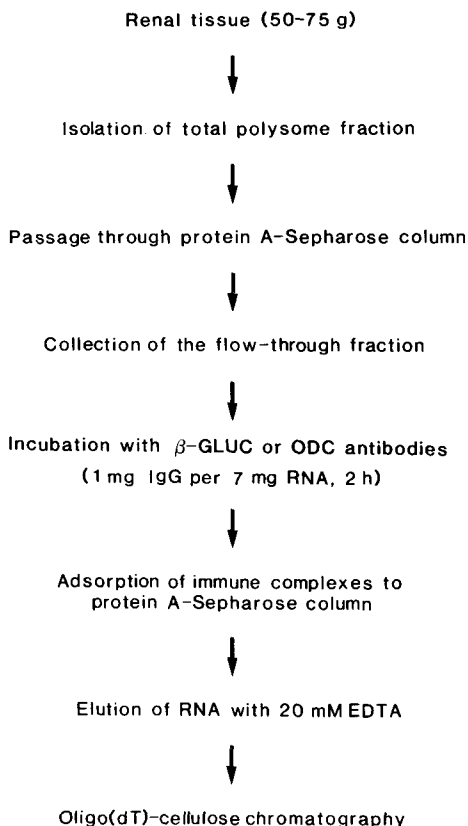 Renal tissue (50-75 g)
Isolation of total polysome fraction
Passage through protein A-Sepharose column
Collection of the flow-through fraction
Incubation with β-GLUC or ODC antibodies
(1 mg IgG per 7 mg RNA, 2 h)
Adsorption of immune complexes to
protein A-Sepharose column
Elution of RNA with 20 mM EDTA
Oligo(dT)-cellulose chromatography